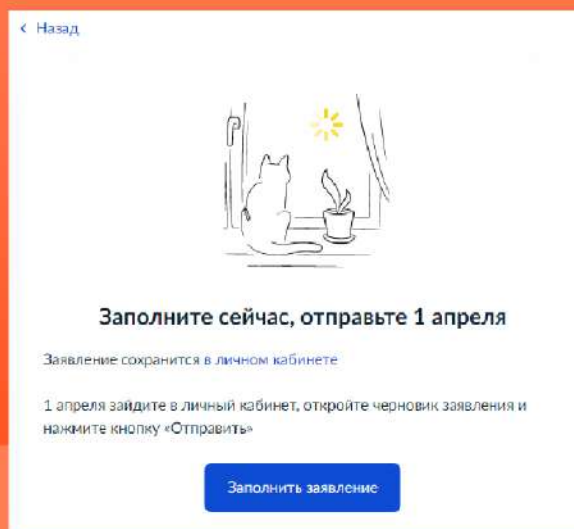 Назад
Заполните сейчас, отправьте 1 апреля
Заявление сохранится в личном кабинете
1 апреля зайдите в личный кабинет, откройте черновик заявления и
нажмите кнопку «Отправить»
Заполнить заявление